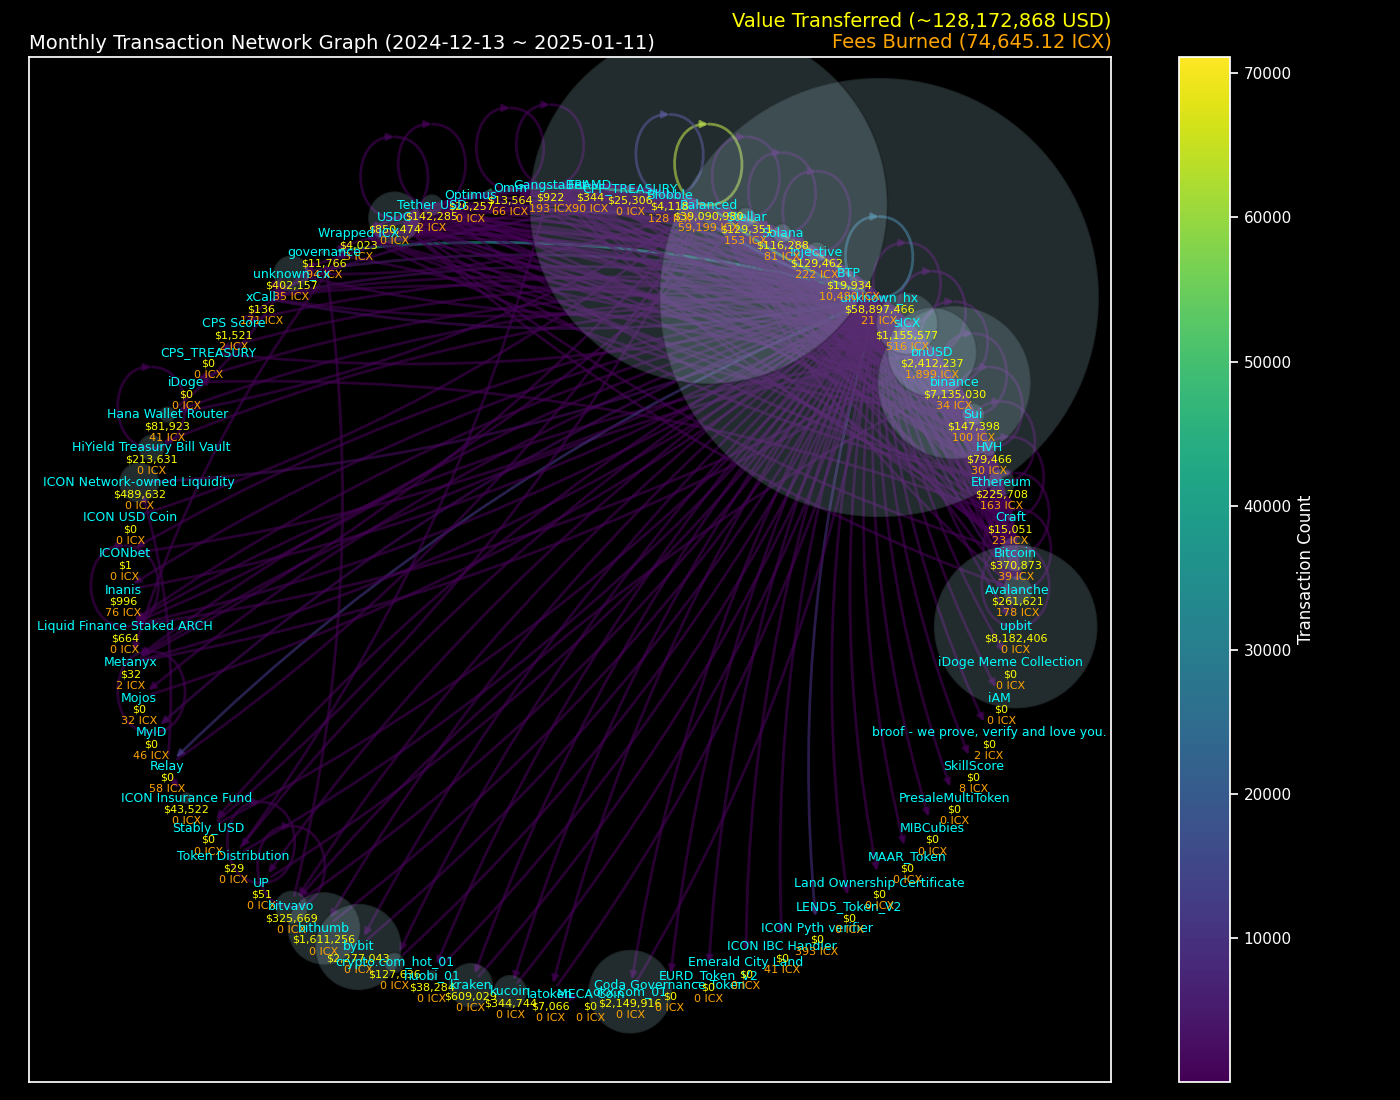 Value Transferred (~128,172,868 USD)
Monthly Transaction Network Graph (2024-12-13 ~ 2025-01-11)
Fees Burned (74,645.12 ICX)
Gangstabet
$922
193 ICX
$344
90 ICX
CPS_TREASURY
$25,306
0 ICX
Blobble
$4,118
128 ICX
Balanced
$39,090,980
59,199 ICX
Stellar
$129,351
153 ICX
Solana
$116,288
81 ICX
Injective
$129,462
222 ICX
BTP
$19,934
unknown_hx
$58,897,466
21 ICX
sICX
$1,155,577
516 ICX
bnUSD
$2,412,237
1,899 ICX
binance
$7,135,030
34 ICX
Sui
$147,398
100 ICX
HVH
$79,466
30 ICX
Ethereum
$225,708
163 ICX
Craft
$15,051
23 ICX
Bitcoin
$370,873
39 ICX
Avalanche
$261,621
178 ICX
upbit
$8,182,406
0 ICX
iDoge Meme Collection
$0
0 ICX
iAM
$0
0 ICX
broof - we prove, verify and love you.
$0
2 ICX
SkillScore
$0
8 ICX
PresaleMultiToken
$0
0 ICX
MIBCubies
$0
0 ICX
MAAR_Token
$0
0 ICX
Land Ownership Certificate
$0
0 ICX
LEND5_Token_V2
$0
0 ICX
ICON Pyth verifier
$0
393 ICX
ICON IBC Handler
$0
41 ICX
Emerald City Land
$0
0 ICX
EURD_Token_V2
$0
0 ICX
Coda Governance Token
$0
0 ICX
okx.com_01
$2,149,916
0 ICX
MECA Coin
$0
0 ICX
latoken
$7,066
0 ICX
kucoin
$344,744
0 ICX
kraken
$609,029
0 ICX
huobi_01
$38,284
0 ICX
crypto.com_hot_01
$127,636
0 ICX
bybit
$2,277,043
0 ICX
bithumb
$1,611,256
0 ICX
bitvavo
$325,669
0 ICX
UP
$51
0 ICX
Token Distribution
$29
0 ICX
Stably_USD
$0
0 ICX
ICON Insurance Fund
$43,522
0 ICX
Relay
$0
58 ICX
MyID
$0
46 ICX
Mojos
$0
32 ICX
Metanyx
$32
2 ICX
Liquid Finance Staked ARCH
$664
0 ICX
Inanis
$996
76 ICX
ICONbet
$1
0 ICX
ICON USD Coin
$0
0 ICX
ICON Network-owned Liquidity
$489,632
0 ICX
HiYield Treasury Bill Vault
$213,631
0 ICX
Hana Wallet Router
$81,923
41 ICX
iDoge
$0
0 ICX
CPS_TREASURY
$0
0 ICX
CPS Score
$1,521
2 ICX
xCall
$136
171 ICX
unknown_cx
$402,157
35 ICX
governance
$11,766
94 ICX
Wrapped ICX
$4,023
USDC
$850,474
0 ICX
Tether USD
$142,285
Optimus
$26,257
0 ICX
Omm
$13,564
66 ICX
70000
60000
50000
40000
30000
20000
10000
Transaction Count